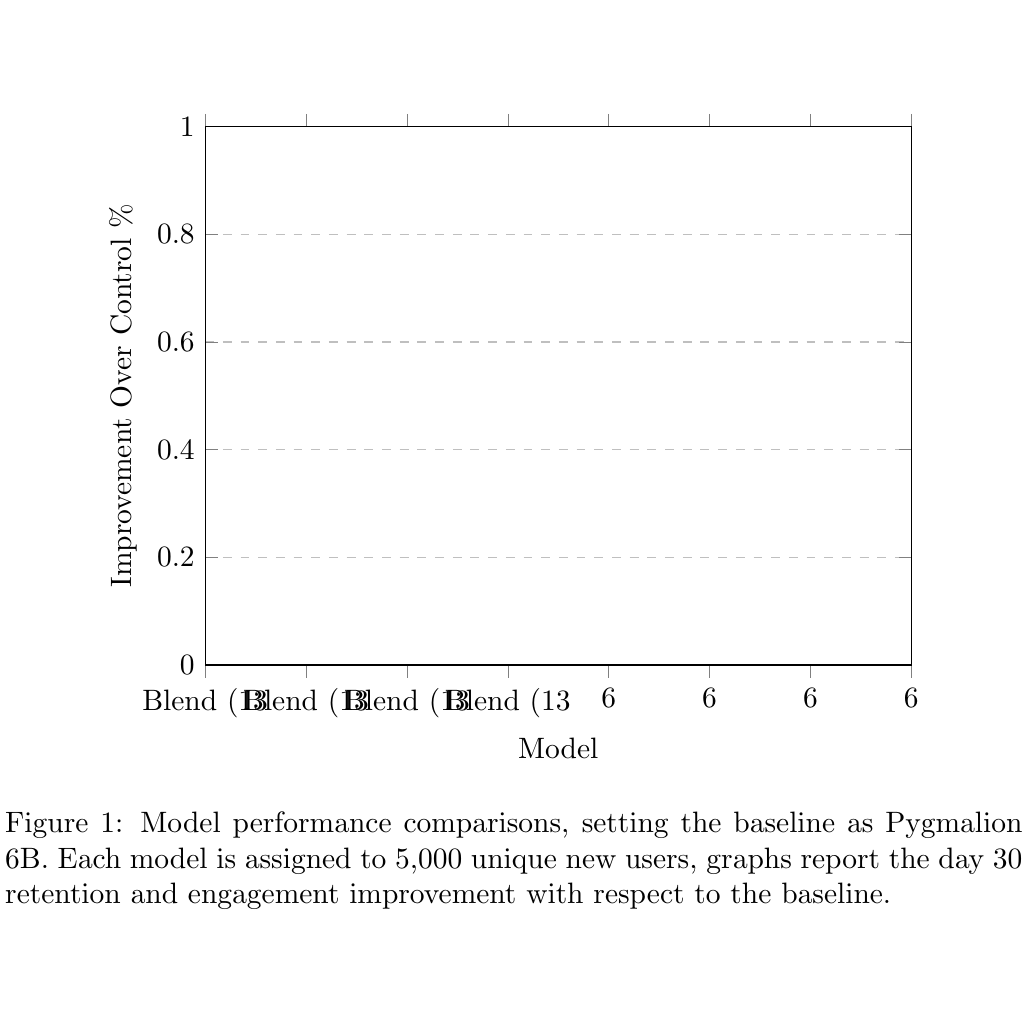 1
0.8
0.6
0.4
0.2
0
Improvement Over Control %
Blend (13 Blend (13 Blend (13 Blend (13 6 6 6 6
Model
Figure 1: Model performance comparisons, setting the baseline as Pygmalion
6B. Each model is assigned to 5,000 unique new users, graphs report the day 30
retention and engagement improvement with respect to the baseline.